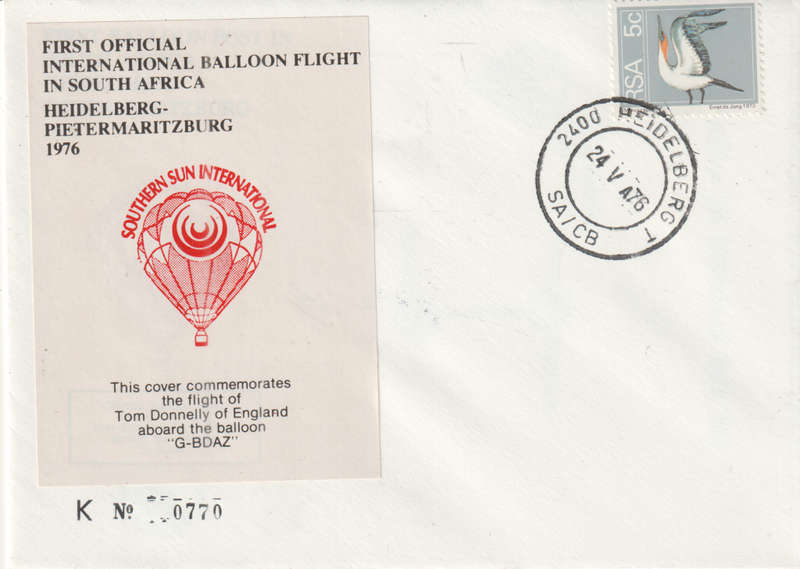 FIRST OFFICIAL
INTERNATIONAL BALLOON FLIGHT
IN SOUTH AFRICA
HEIDELBERG-
PIETERMARITZBURG
1976
SOUTHERN SUN INTERNATIONAL
This cover commemorates
the flight of
Tom Donnelly of England
aboard the balloon
"G-BDAZ"
K № 0770
RSA 5c
2400 HEIDELBERG T
24 V A76
SA/CB